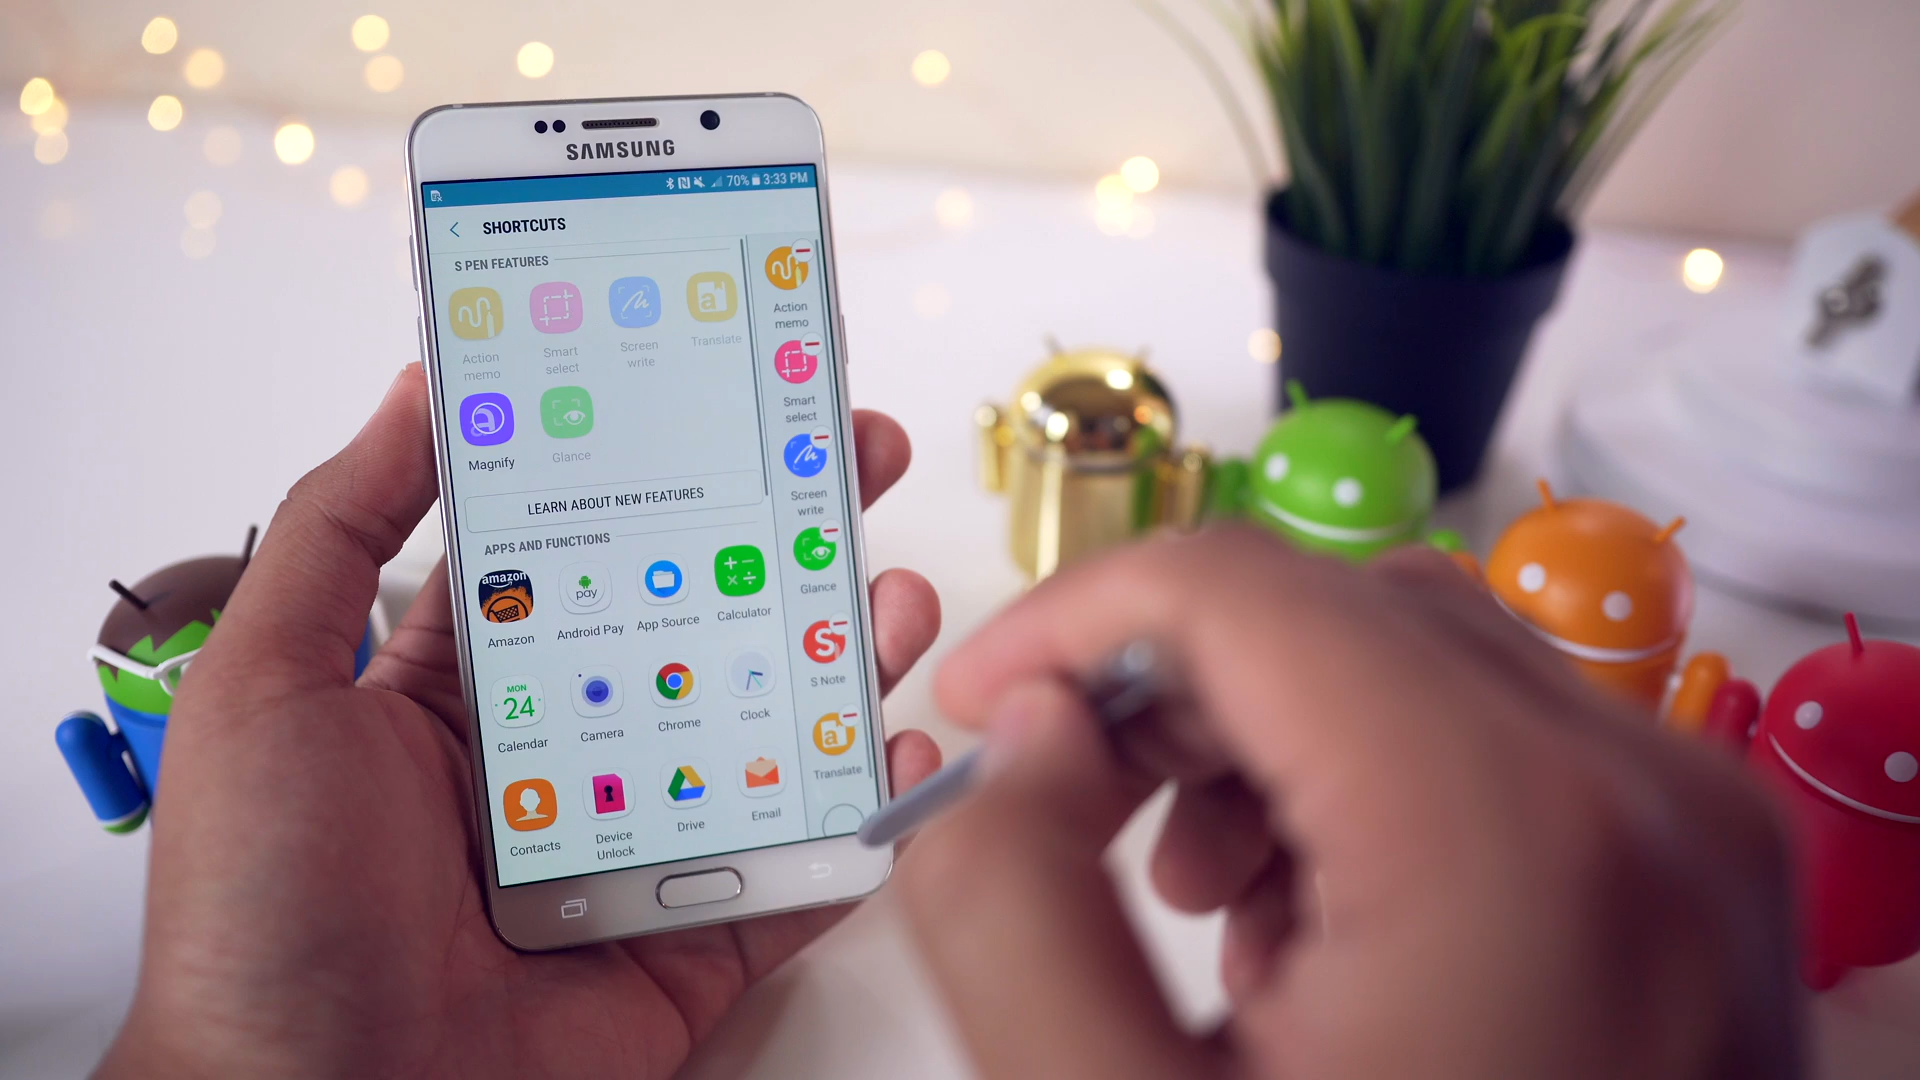 SAMSUNG
70% 3:33 PM
SHORTCUTS
S PEN FEATURES
Action
memo
Smart
select
Screen
write
Translate
Magnify
Glance
LEARN ABOUT NEW FEATURES
APPS AND FUNCTIONS
amazon
Amazon
pay
Android Pay
App Source
Calculator
MON
24
Calendar
Camera
Chrome
Clock
Contacts
Device
Unlock
Drive
Email
Action
memo
Smart
select
Screen
write
Glance
S
S Note
a
Translate